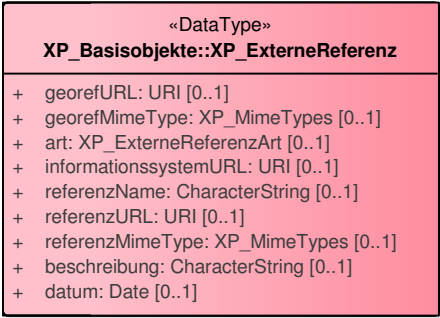 «DataType»
XP_Basisobjekte::XP_ExterneReferenz
+ georefURL: URI [0..1]
+ georefMimeType: XP_MimeTypes [0..1]
+ art: XP_ExterneReferenzArt [0..1]
+ informationssystemURL: URI [0..1]
+ referenzName: CharacterString [0..1]
+ referenzURL: URI [0..1]
+ referenzMimeType: XP_MimeTypes [0..1]
+ beschreibung: CharacterString [0..1]
+ datum: Date [0..1]